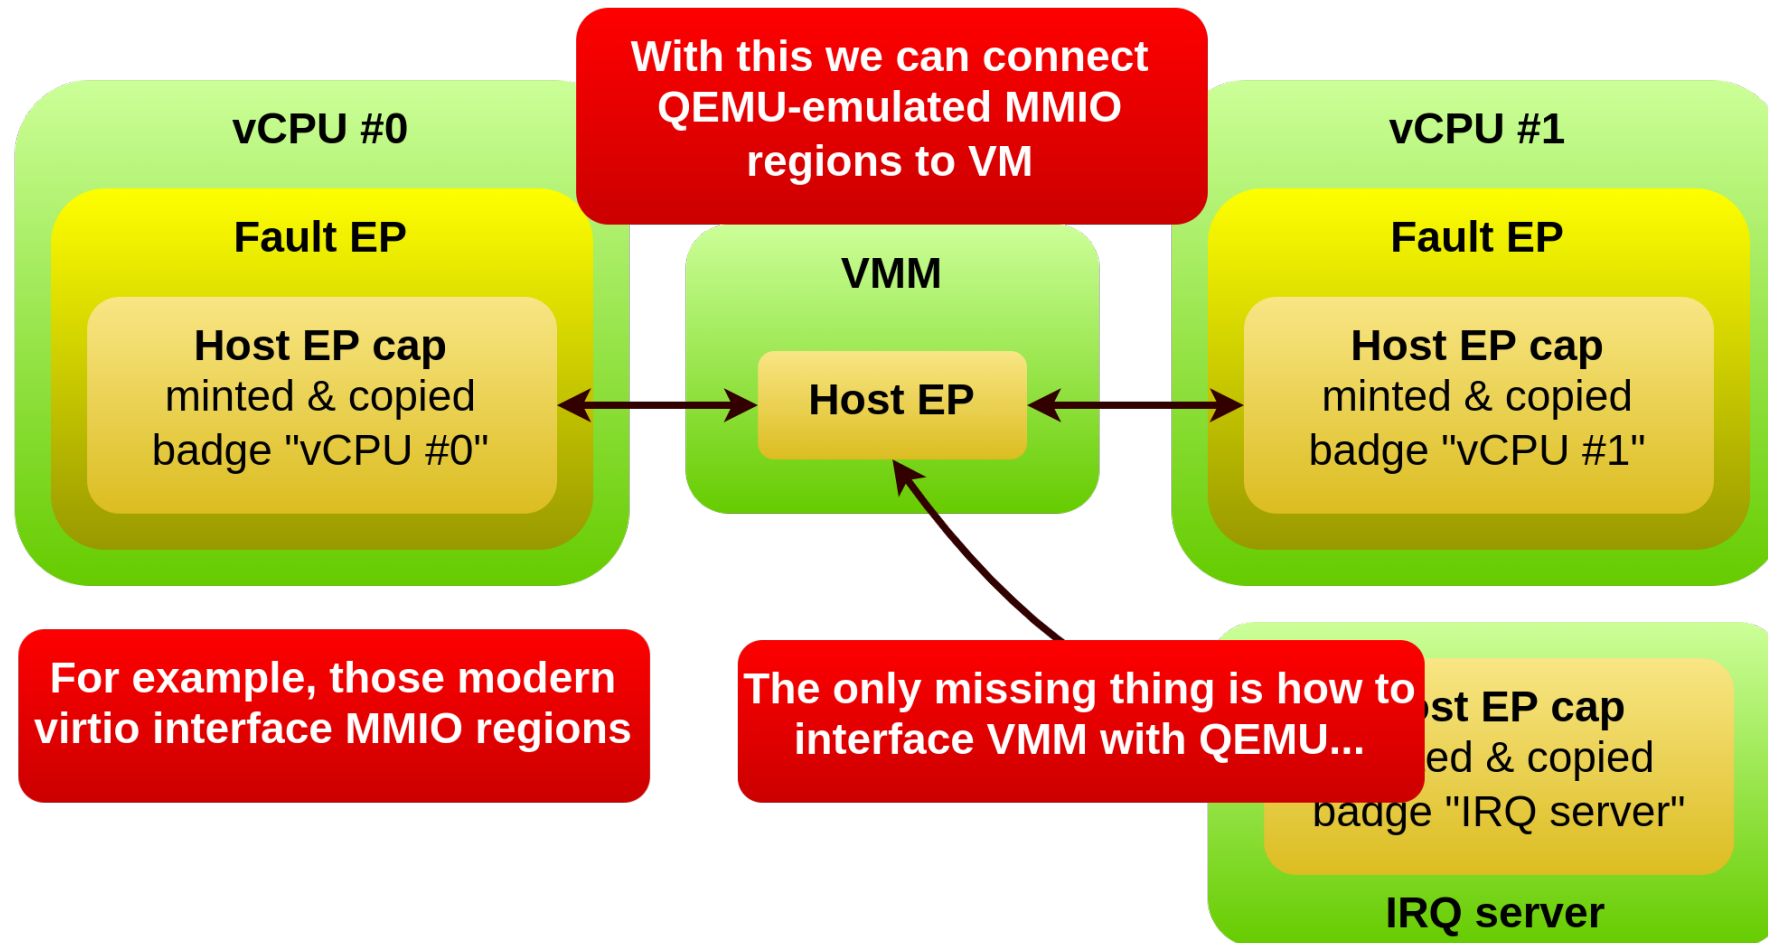 With this we can connect
QEMU-emulated MMIO
regions to VM
vCPU #0
Fault EP
Host EP cap
minted & copied
badge "vCPU #0"
VMM
Host EP
vCPU #1
Fault EP
Host EP cap
minted & copied
badge "vCPU #1"
For example, those modern
virtio interface MMIO regions
The only missing thing is how to
interface VMM with QEMU...
EP cap
& copied
badge "IRQ server"
IRQ server